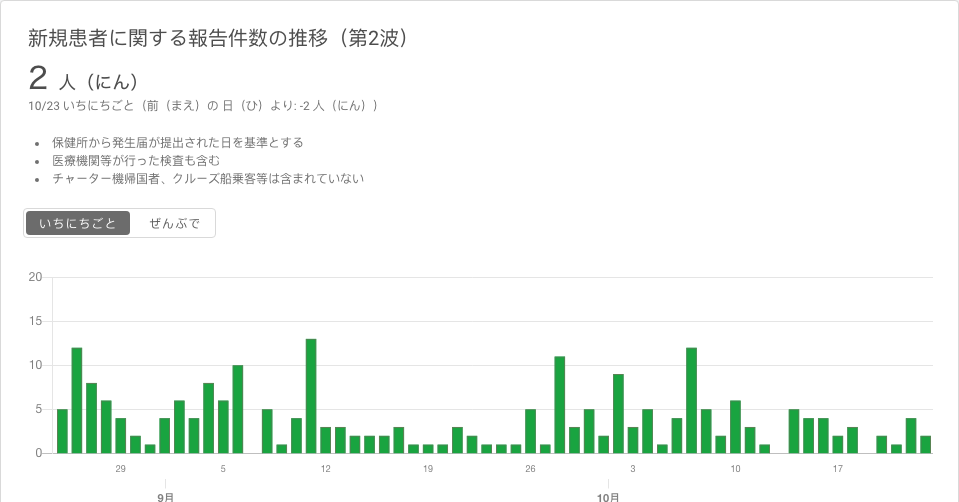 新規患者に関する報告件数の推移（第2波）
2 人（にん）
10/23 いちにちごと（前（まえ）の 日（ひ）より: -2 人（にん））
保健所から発生届が提出された日を基準とする
医療機関等が行った検査も含む
チャーター機帰国者、クルーズ船乗客等は含まれていない
いちにちごと ぜんぶで
20
15
10
5
0
29 5 12 19 26 3 10 17
9月 10月